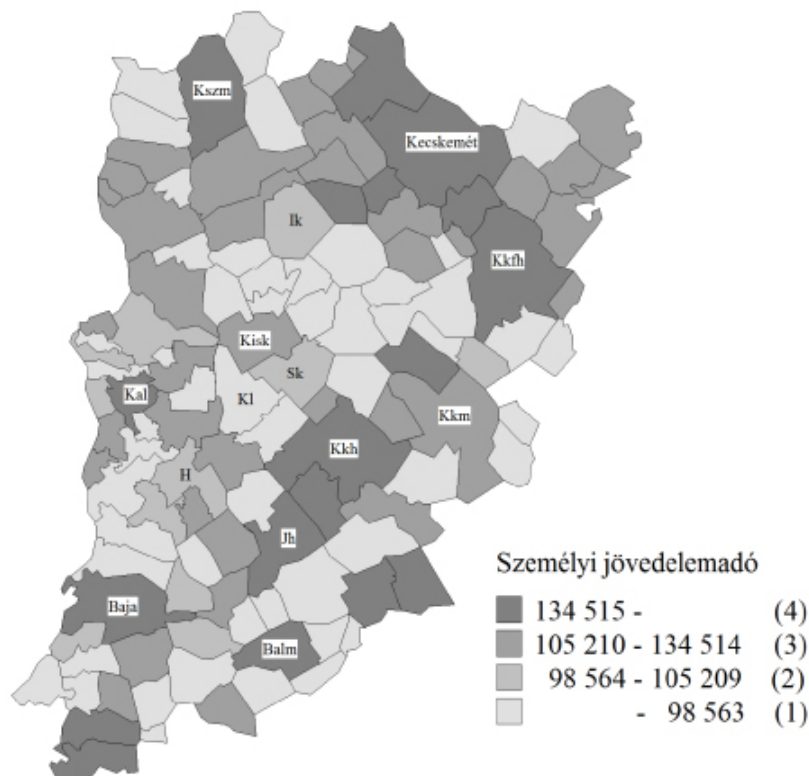 Kszm
Kecskemét
Ik
Kkfh
Kisk
Sk
Kal
Kl
Kkm
Kkh
H
Jh
Baja
Balm
Személyi jövedelemadó
134 515 - (4)
105 210 - 134 514 (3)
98 564 - 105 209 (2)
- 98 563 (1)